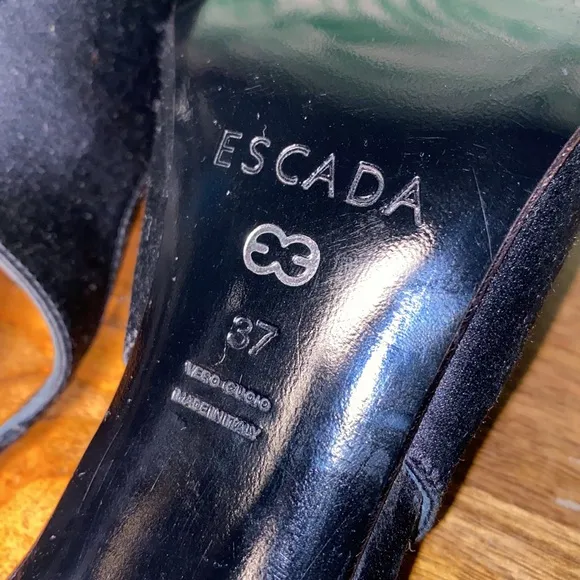 ESCADA
37
VERO CUOIO
MADE IN ITALY